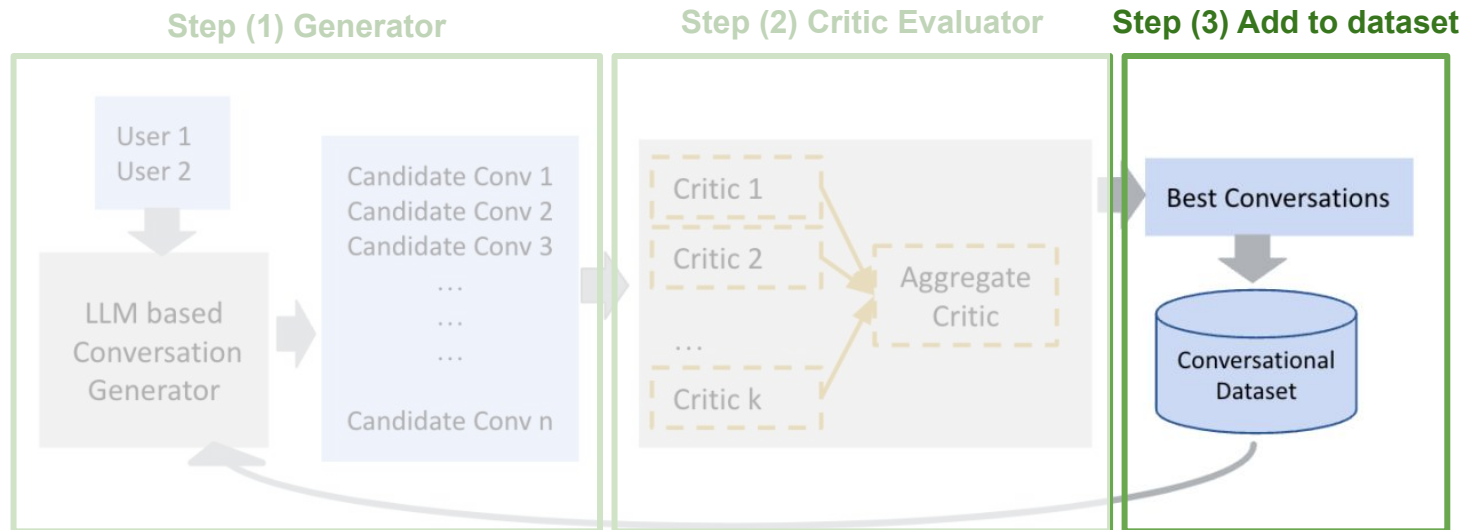 Step (1) Generator
Step (2) Critic Evaluator
Step (3) Add to dataset
User 1
User 2
LLM based
Conversation
Generator
Candidate Conv 1
Candidate Conv 2
Candidate Conv 3
...
...
...
Candidate Conv n
Critic 1
Critic 2
...
Critic k
Aggregate
Critic
Best Conversations
Conversational
Dataset